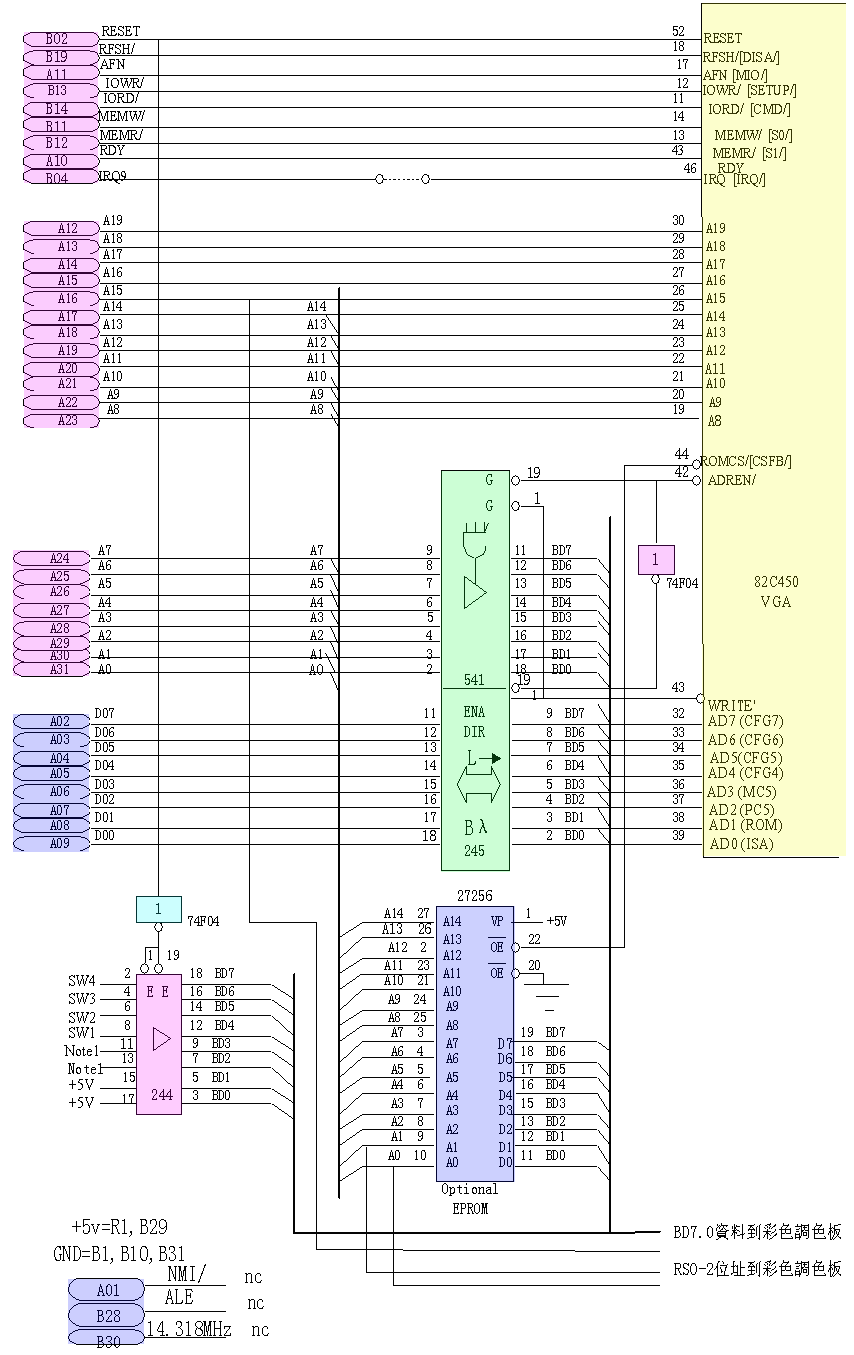 B02 RESET 52 RESET
B19 RFSH/ 18 RFSH/[DISA/]
A11 AFN 17 AFN [MIO/]
B13 IOWR/ 12 IOWR/ [SETUP/]
B14 IORD/ 11 IORD/ [CMD/]
B11 MEMW/ 14 MEMW/ [S0/]
B12 MEMR/ 13 MEMR/ [S1/]
A10 RDY 43 RDY
B04 IRQ9 46 IRQ [IRQ/]
A12 A19 30 A19
A13 A18 29 A18
A14 A17 28 A17
A15 A16 27 A16
A16 A15 26 A15
A17 A14 A14 25 A14
A18 A13 A13 24 A13
A19 A12 A12 23 A12
A20 A11 A11 22 A11
A21 A10 A10 21 A10
A22 A9 A9 20 A9
A23 A8 A8 19 A8
44 ROMCS/[CSFB/]
G 19 42 ADREN/
G 1
A24 A7 A7 9 11 BD7
A25 A6 A6 8 12 BD6
A26 A5 A5 7 13 BD5
A27 A4 A4 6 14 BD4
A28 A3 A3 5 15 BD3
A29 A2 A2 4 16 BD2
A30 A1 A1 3 17 BD1
A31 A0 A0 2 18 BD0
1
74F04
82C450
VGA
541
19
1 43 WRITE'
ENA
DIR
L
B λ
245
A02 D07 11 9 BD7 32 AD7(CFG7)
A03 D06 12 8 BD6 33 AD6(CFG6)
A04 D05 13 7 BD5 34 AD5(CFG5)
A05 D04 14 6 BD4 35 AD4(CFG4)
A06 D03 15 5 BD3 36 AD3(MC5)
A07 D02 16 4 BD2 37 AD2(PC5)
A08 D01 17 3 BD1 38 AD1(ROM)
A09 D00 18 2 BD0 39 AD0(ISA)
1
74F04
1 19
E E
SW4 2 18 BD7
SW3 4 16 BD6
SW2 6 14 BD5
SW1 8 12 BD4
Note1 11 9 BD3
Note1 13 7 BD2
+5V 15 5 BD1
+5V 17 3 BD0
244
27256
A14 27 A14 VP 1 +5V
A13 26 A13
A12 2 A12 OE 22
A11 23 A11 OE 20
A10 21 A10
A9 24 A9
A8 25 A8
A7 3 A7 D7 19 BD7
A6 4 A6 D6 18 BD6
A5 5 A5 D5 17 BD5
A4 6 A4 D4 16 BD4
A3 7 A3 D3 15 BD3
A2 8 A2 D2 13 BD2
A1 9 A1 D1 12 BD1
A0 10 A0 D0 11 BD0
Optional
EPROM
BD7.0資料到彩色調色板
RS0-2位址到彩色調色板
+5v=R1,B29
GND=B1,B10,B31
A01 NMI/ nc
B28 ALE nc
B30 14.318MHz nc